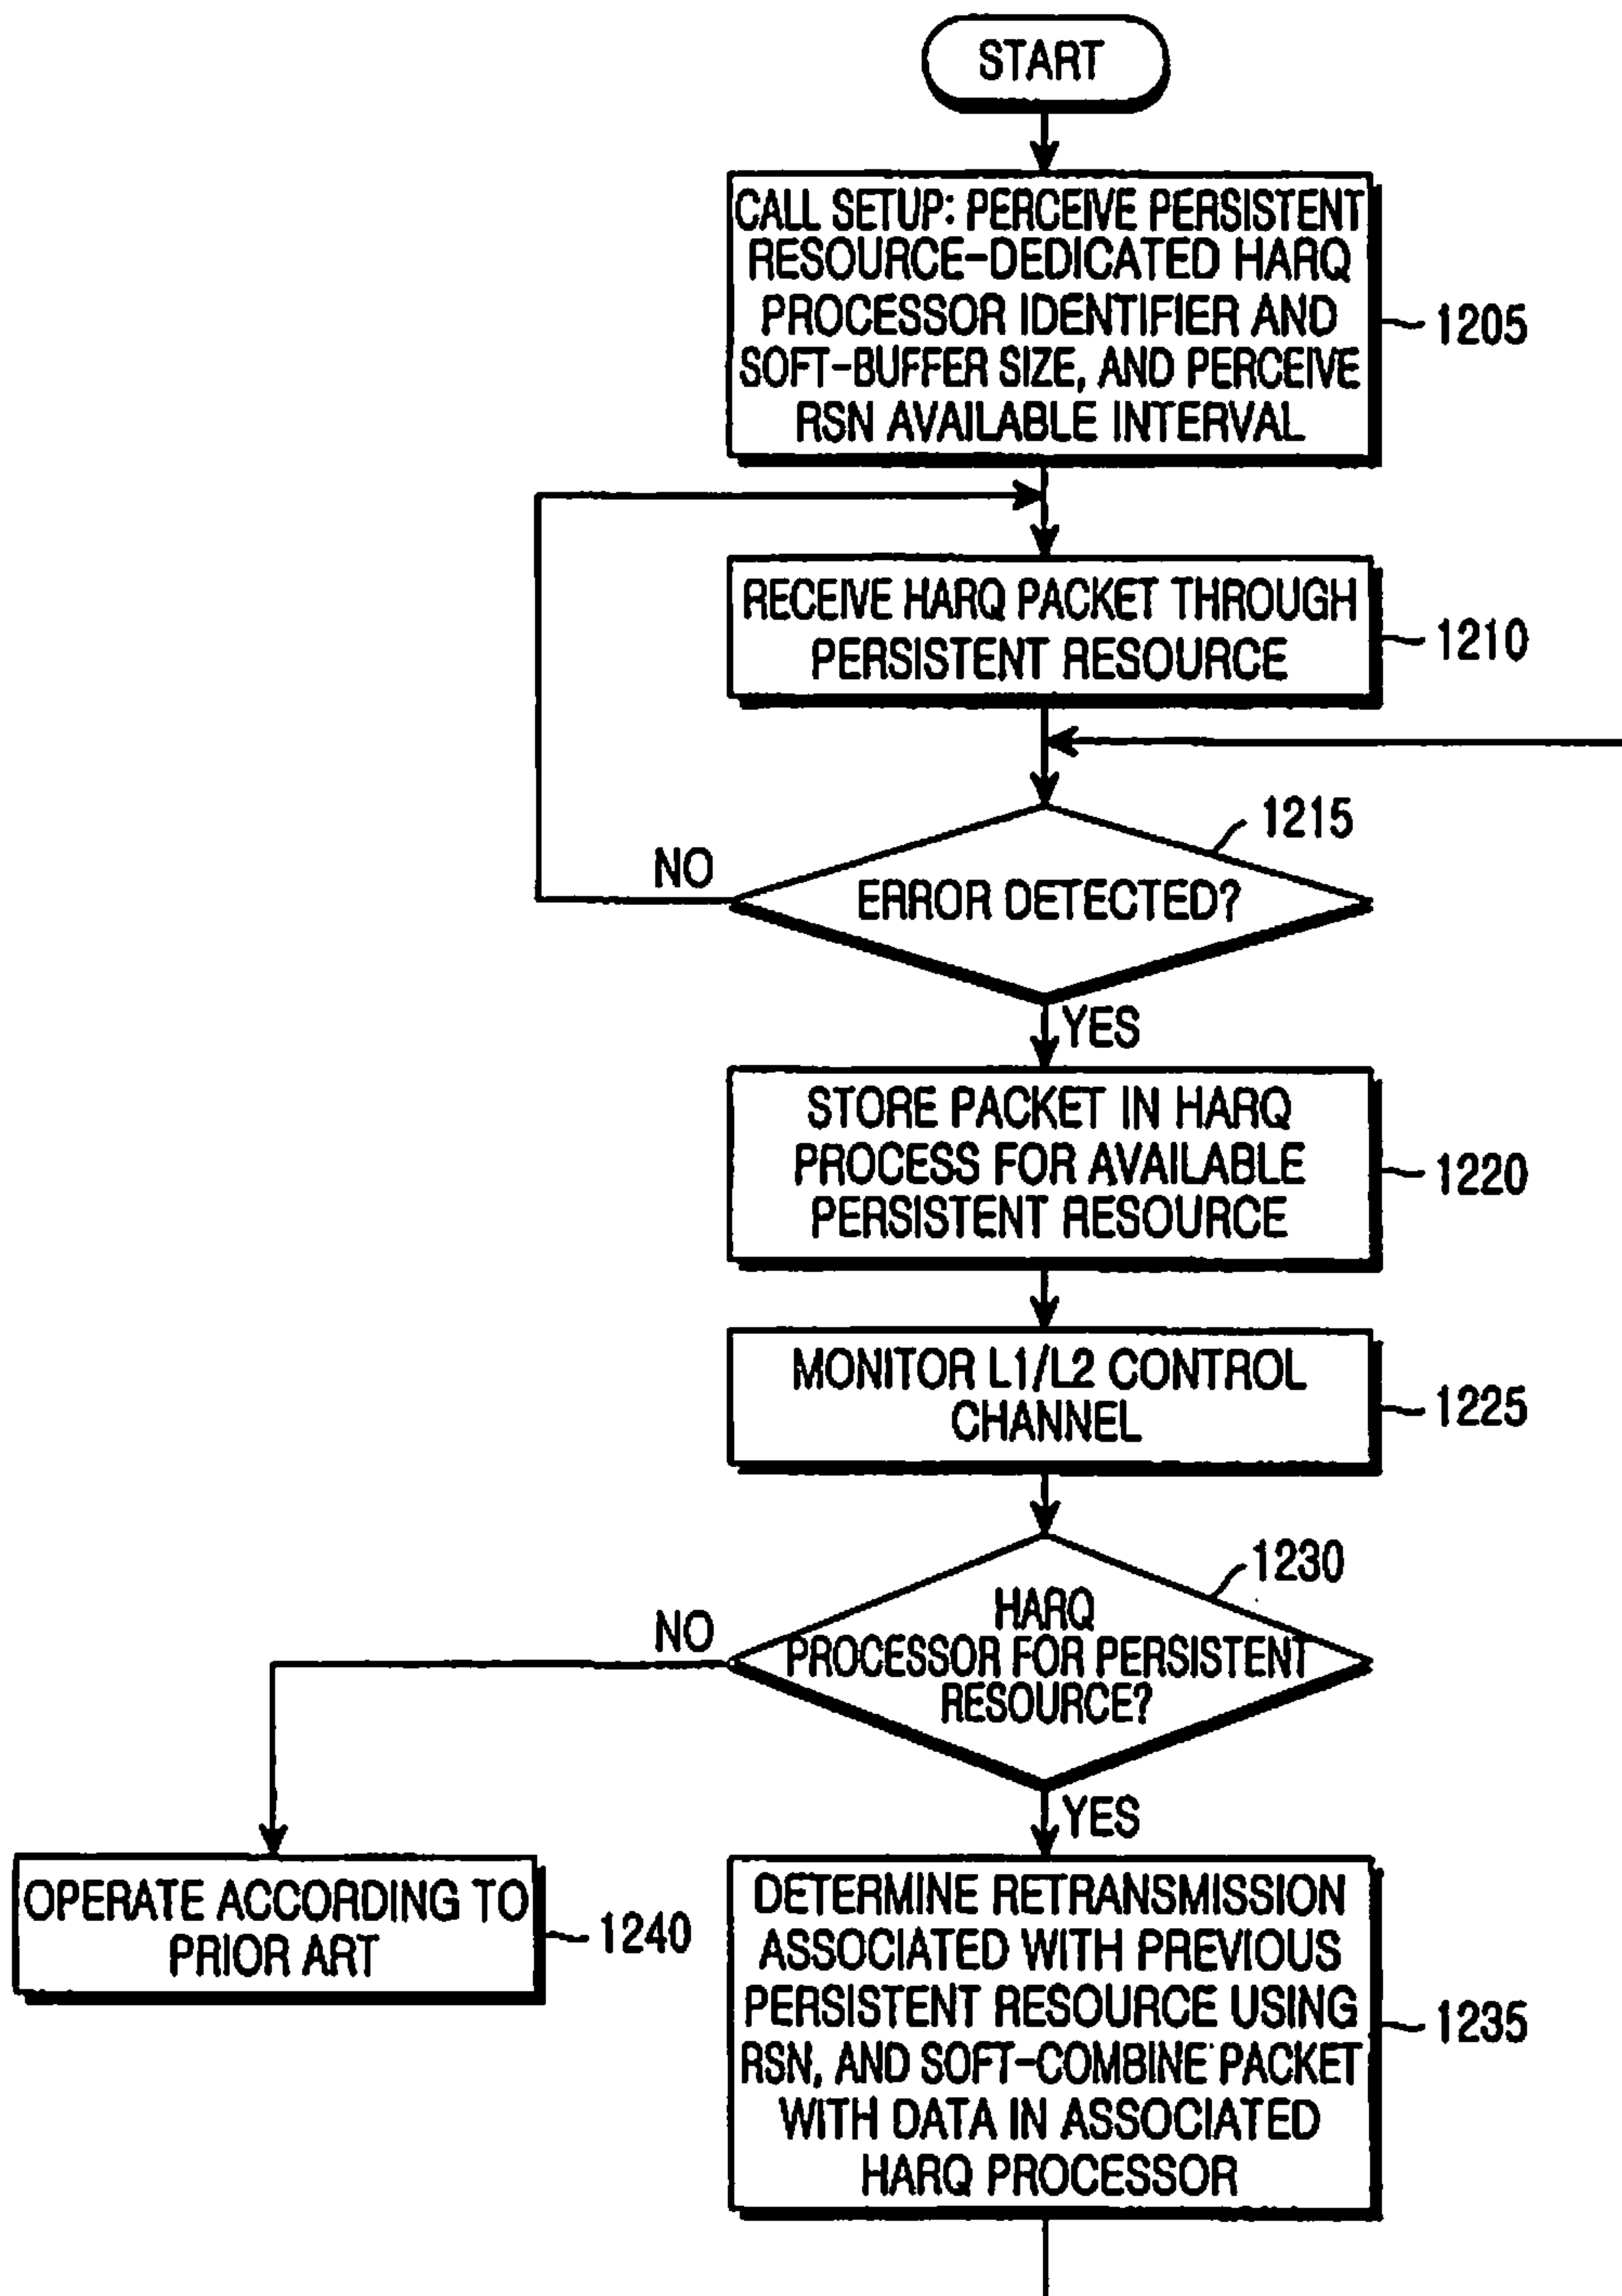 START
CALL SETUP: PERCEIVE PERSISTENT
RESOURCE-DEDICATED HARQ
PROCESSOR IDENTIFIER AND
SOFT-BUFFER SIZE, AND PERCEIVE
RSN AVAILABLE INTERVAL
1205
RECEIVE HARQ PACKET THROUGH
PERSISTENT RESOURCE
1210
1215
NO
ERROR DETECTED?
YES
STORE PACKET IN HARQ
PROCESS FOR AVAILABLE
PERSISTENT RESOURCE
1220
MONITOR L1/L2 CONTROL
CHANNEL
1225
1230
NO
HARQ
PROCESSOR FOR PERSISTENT
RESOURCE?
YES
OPERATE ACCORDING TO
PRIOR ART
1240
DETERMINE RETRANSMISSION
ASSOCIATED WITH PREVIOUS
PERSISTENT RESOURCE USING
RSN, AND SOFT-COMBINE PACKET
WITH DATA IN ASSOCIATED
HARQ PROCESSOR
1235